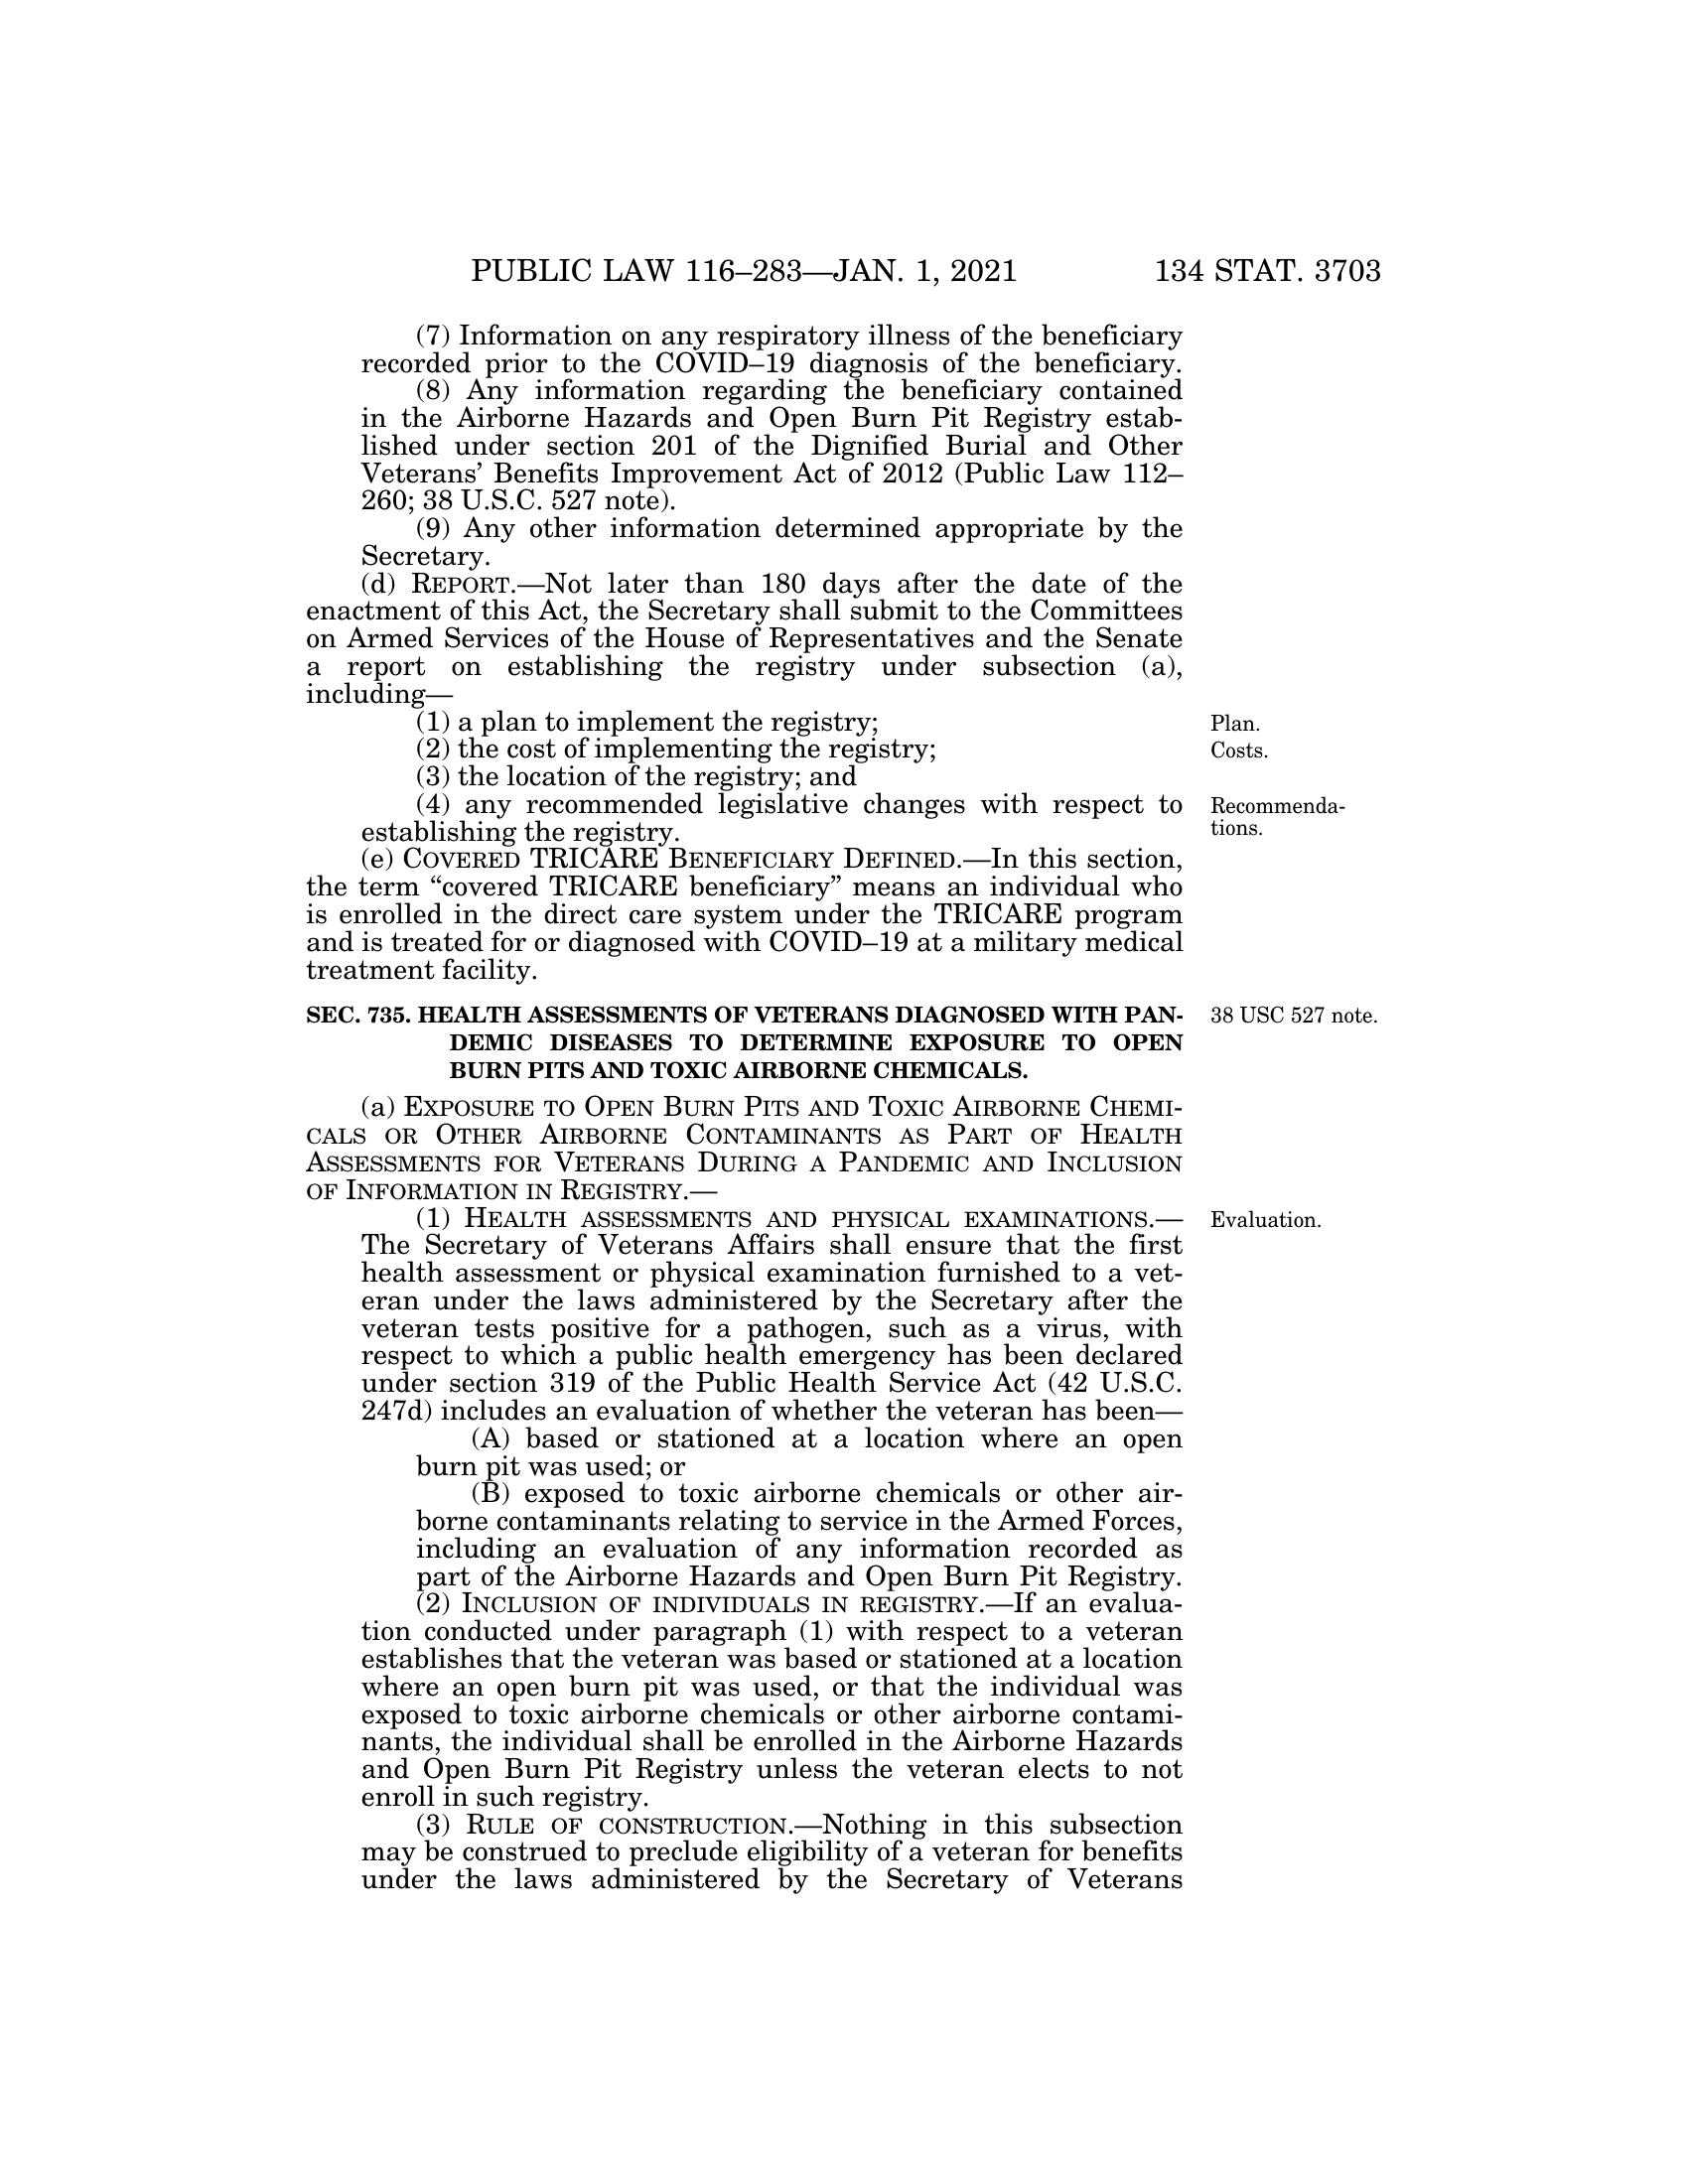 PUBLIC LAW 116–283—JAN. 1, 2021 134 STAT. 3703
(7) Information on any respiratory illness of the beneficiary
recorded prior to the COVID–19 diagnosis of the beneficiary.
(8) Any information regarding the beneficiary contained
in the Airborne Hazards and Open Burn Pit Registry estab-
lished under section 201 of the Dignified Burial and Other
Veterans’ Benefits Improvement Act of 2012 (Public Law 112–
260; 38 U.S.C. 527 note).
(9) Any other information determined appropriate by the
Secretary.
(d) REPORT.—Not later than 180 days after the date of the
enactment of this Act, the Secretary shall submit to the Committees
on Armed Services of the House of Representatives and the Senate
a report on establishing the registry under subsection (a),
including—
(1) a plan to implement the registry;
Plan.
(2) the cost of implementing the registry;
Costs.
(3) the location of the registry; and
(4) any recommended legislative changes with respect to
establishing the registry.
Recommenda-
tions.
(e) COVERED TRICARE BENEFICIARY DEFINED.—In this section,
the term “covered TRICARE beneficiary” means an individual who
is enrolled in the direct care system under the TRICARE program
and is treated for or diagnosed with COVID–19 at a military medical
treatment facility.
SEC. 735. HEALTH ASSESSMENTS OF VETERANS DIAGNOSED WITH PAN-
DEMIC DISEASES TO DETERMINE EXPOSURE TO OPEN
BURN PITS AND TOXIC AIRBORNE CHEMICALS.
38 USC 527 note.
(a) EXPOSURE TO OPEN BURN PITS AND TOXIC AIRBORNE CHEMI-
CALS OR OTHER AIRBORNE CONTAMINANTS AS PART OF HEALTH
ASSESSMENTS FOR VETERANS DURING A PANDEMIC AND INCLUSION
OF INFORMATION IN REGISTRY.—
(1) HEALTH ASSESSMENTS AND PHYSICAL EXAMINATIONS.—
Evaluation.
The Secretary of Veterans Affairs shall ensure that the first
health assessment or physical examination furnished to a vet-
eran under the laws administered by the Secretary after the
veteran tests positive for a pathogen, such as a virus, with
respect to which a public health emergency has been declared
under section 319 of the Public Health Service Act (42 U.S.C.
247d) includes an evaluation of whether the veteran has been—
(A) based or stationed at a location where an open
burn pit was used; or
(B) exposed to toxic airborne chemicals or other air-
borne contaminants relating to service in the Armed Forces,
including an evaluation of any information recorded as
part of the Airborne Hazards and Open Burn Pit Registry.
(2) INCLUSION OF INDIVIDUALS IN REGISTRY.—If an evalua-
tion conducted under paragraph (1) with respect to a veteran
establishes that the veteran was based or stationed at a location
where an open burn pit was used, or that the individual was
exposed to toxic airborne chemicals or other airborne contami-
nants, the individual shall be enrolled in the Airborne Hazards
and Open Burn Pit Registry unless the veteran elects to not
enroll in such registry.
(3) RULE OF CONSTRUCTION.—Nothing in this subsection
may be construed to preclude eligibility of a veteran for benefits
under the laws administered by the Secretary of Veterans